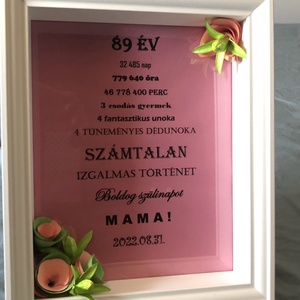 89 ÉV
32 485 nap
779 640 óra
46 778 400 PERC
3 csodás gyermek
4 fantasztikus unoka
4 TÜNEMÉNYES DÉDUNOKA
SZÁMTALAN
IZGALMAS TÖRTÉNET
Boldog szülinapot
MAMA!
2022.08.31.